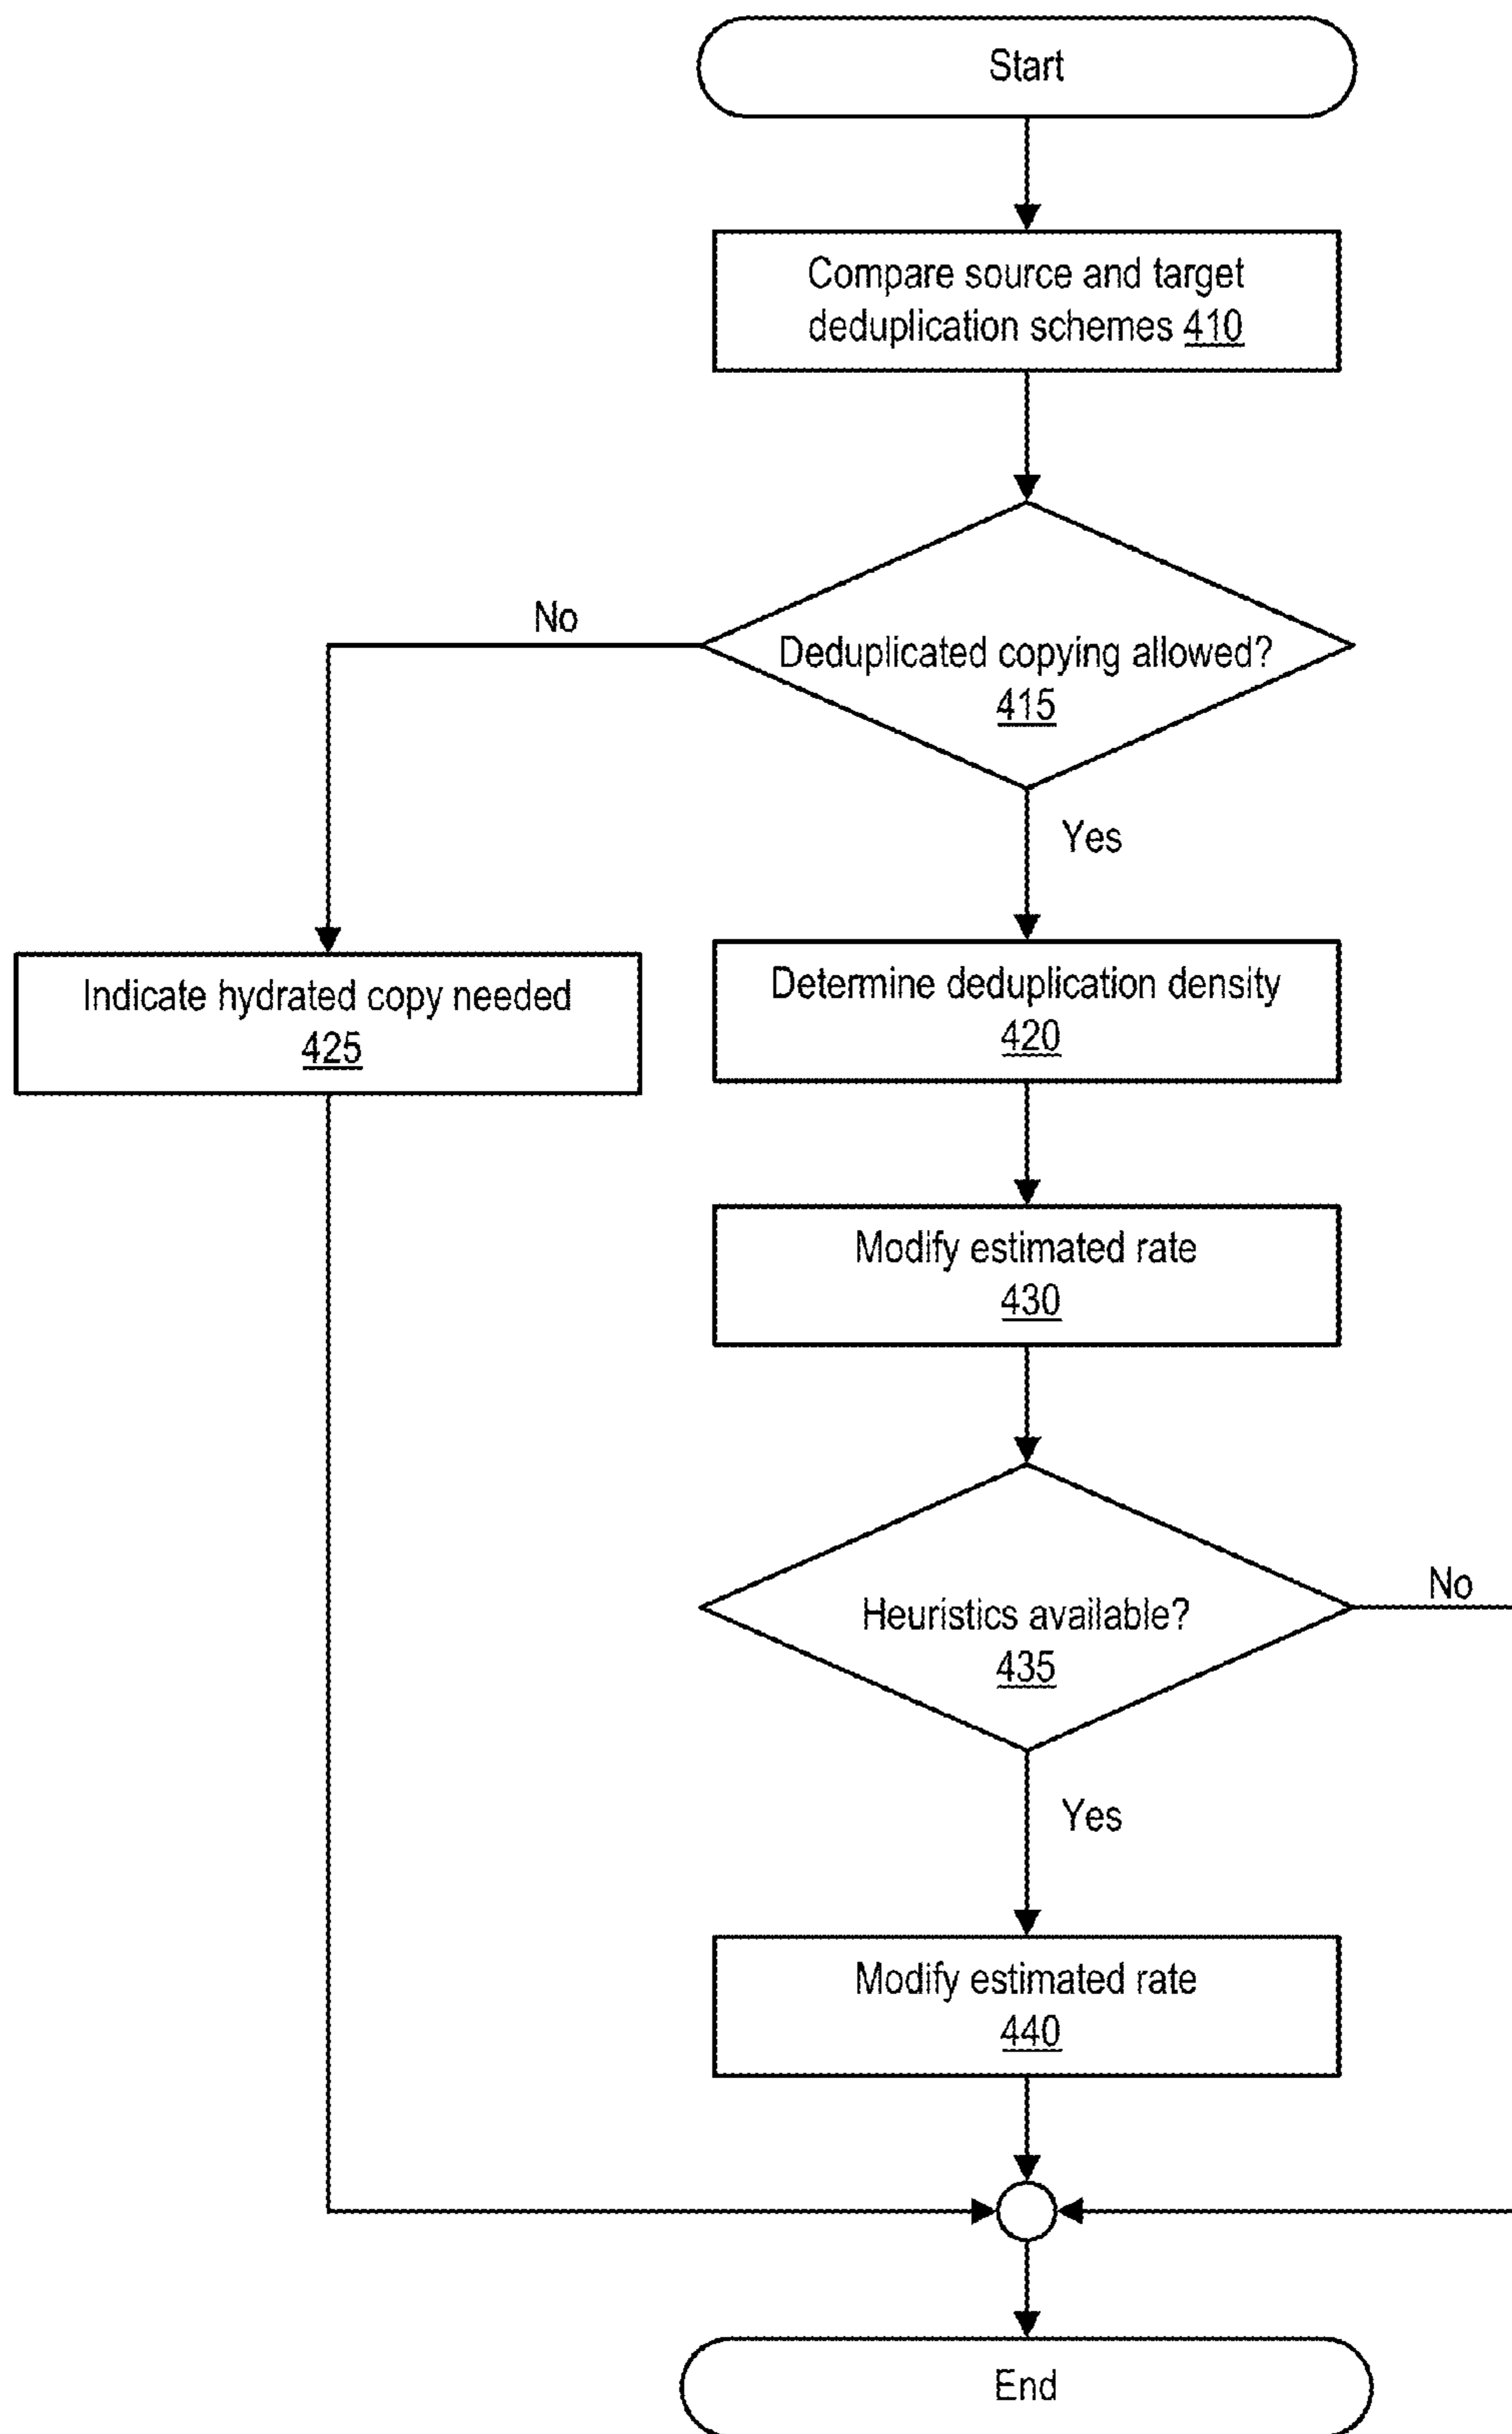 Start
Compare source and target
deduplication schemes 410
No
Deduplicated copying allowed?
415
Yes
Indicate hydrated copy needed
425
Determine deduplication density
420
Modify estimated rate
430
No
Heuristics available?
435
Yes
Modify estimated rate
440
End